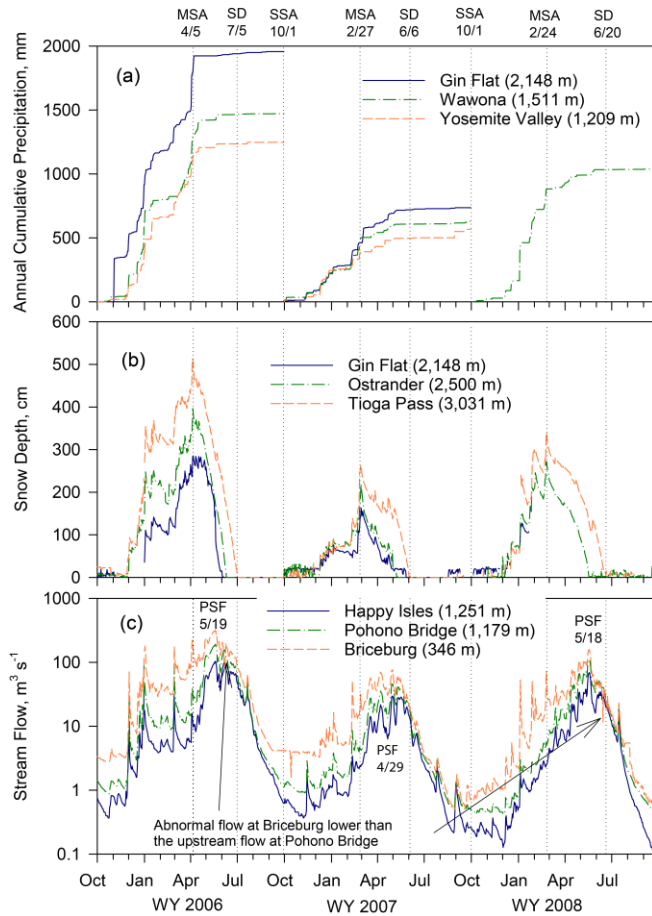 MSA SD SSA MSA SD SSA MSA SD
4/5 7/5 10/1 2/27 6/6 10/1 2/24 6/20
2000
1500
1000
500
0
Annual Cumulative Precipitation, mm
(a)
Gin Flat (2,148 m)
Wawona (1,511 m)
Yosemite Valley (1,209 m)
600
500
400
300
200
100
0
Snow Depth, cm
(b)
Gin Flat (2,148 m)
Ostrander (2,500 m)
Tioga Pass (3,031 m)
1000
100
10
1
0.1
Stream Flow, m³ s⁻¹
(c)
PSF
5/19
Happy Isles (1,251 m)
Pohono Bridge (1,179 m)
Briceburg (346 m)
PSF
5/18
PSF
4/29
Abnormal flow at Briceburg lower than
the upstream flow at Pohono Bridge
Oct Jan Apr Jul Oct Jan Apr Jul Oct Jan Apr Jul
WY 2006 WY 2007 WY 2008